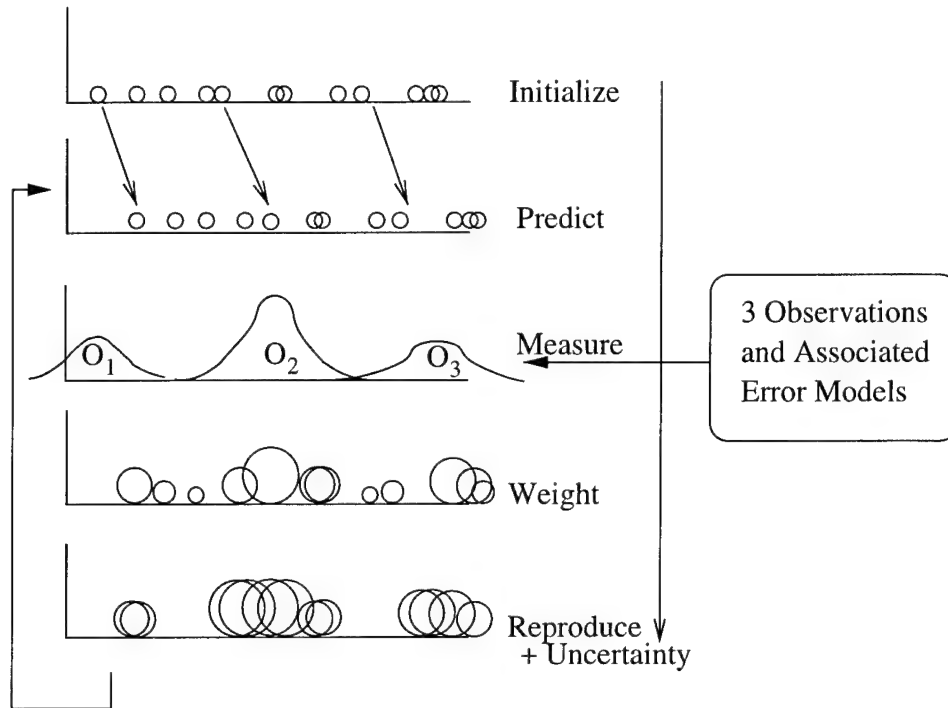 Initialize
Predict
O1
O2
O3
Measure
3 Observations
and Associated
Error Models
Weight
Reproduce
+ Uncertainty